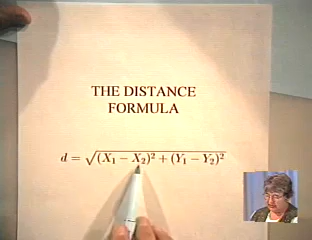 THE DISTANCE
FORMULA
d = √(X₁ − X₂)² + (Y₁ − Y₂)²